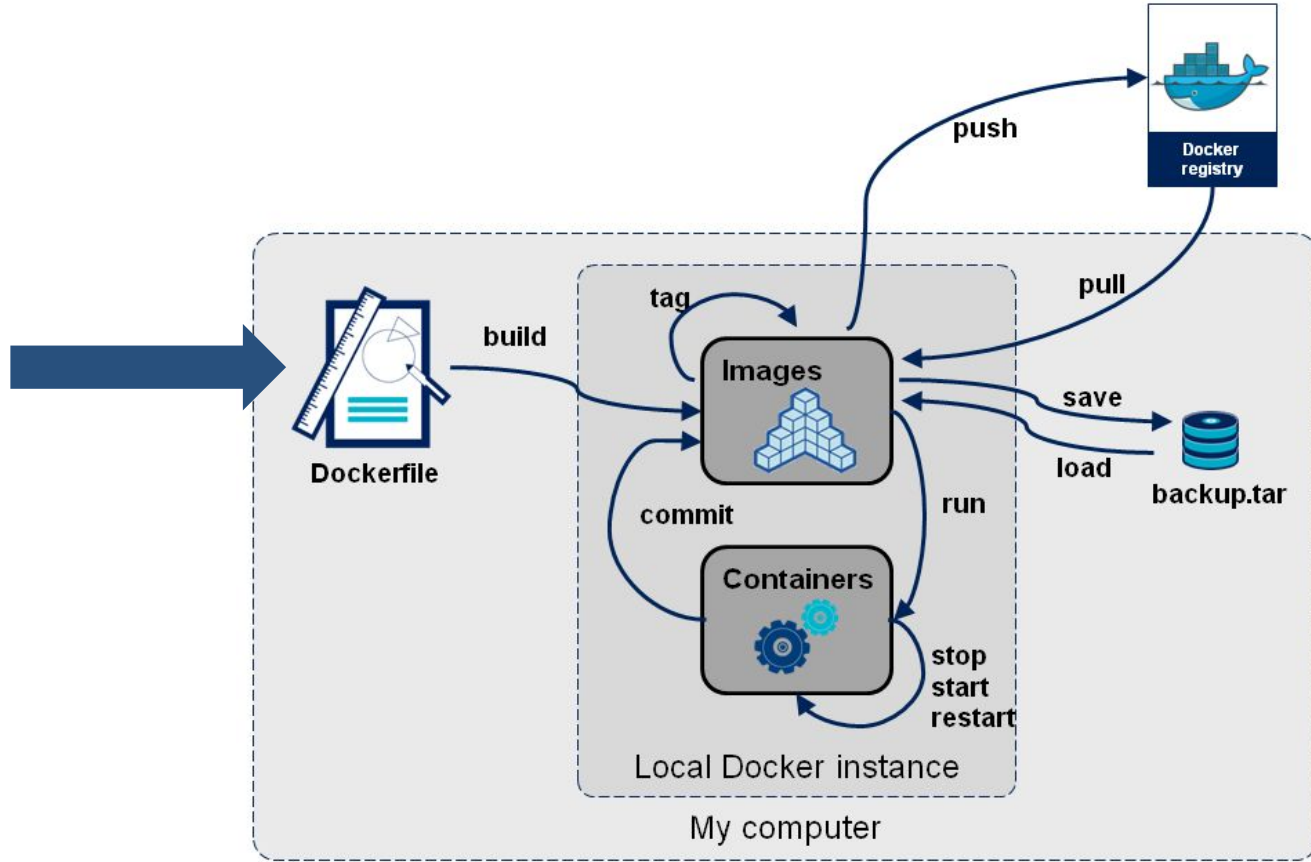 push
Docker
registry
tag
pull
build
Images
save
Dockerfile
load
backup.tar
commit
run
Containers
stop
start
restart
Local Docker instance
My computer